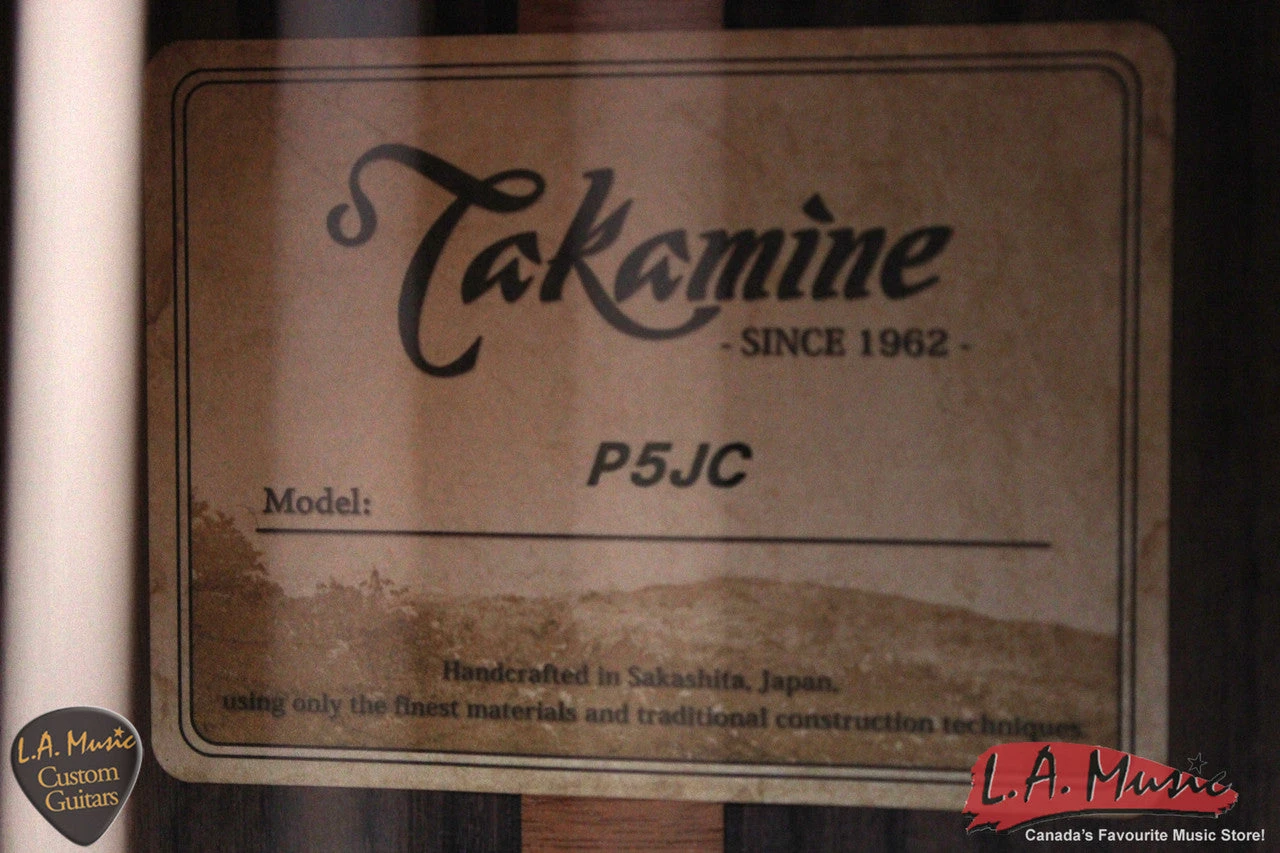 Takamine
- SINCE 1962 -
P5JC
Model:
Handcrafted in Sakashita, Japan,
using only the finest materials and traditional construction techniques.
L.A. Music
Custom
Guitars
L.A. Music
Canada's Favourite Music Store!